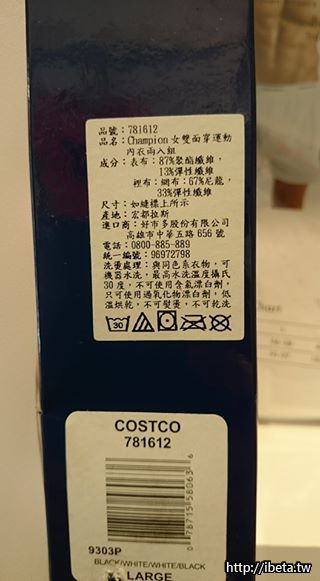 品號：781612
品名：Champion 女雙面穿運動
內衣兩入組
成分：表布：87%聚酯纖維，
13%彈性纖維
裡布：網布：67%尼龍，
33%彈性纖維
尺寸：如縫標上所示
產地：宏都拉斯
進口商：好市多股份有限公司
高雄市中華五路 656 號
電話：0800-885-889
統一編號：96972798
洗燙處理：與同色系衣物，可
機器水洗，最高水洗溫度攝氏
30 度，不可使用含氯漂白劑，
只可使用過氧化物漂白劑，低
溫烘乾，不可熨燙，不可乾洗
30
COSTCO
781612
0 78715 58063 6
9303P
BLACK/WHITE/WHITE/BLACK
LARGE
http://ibeta.tw